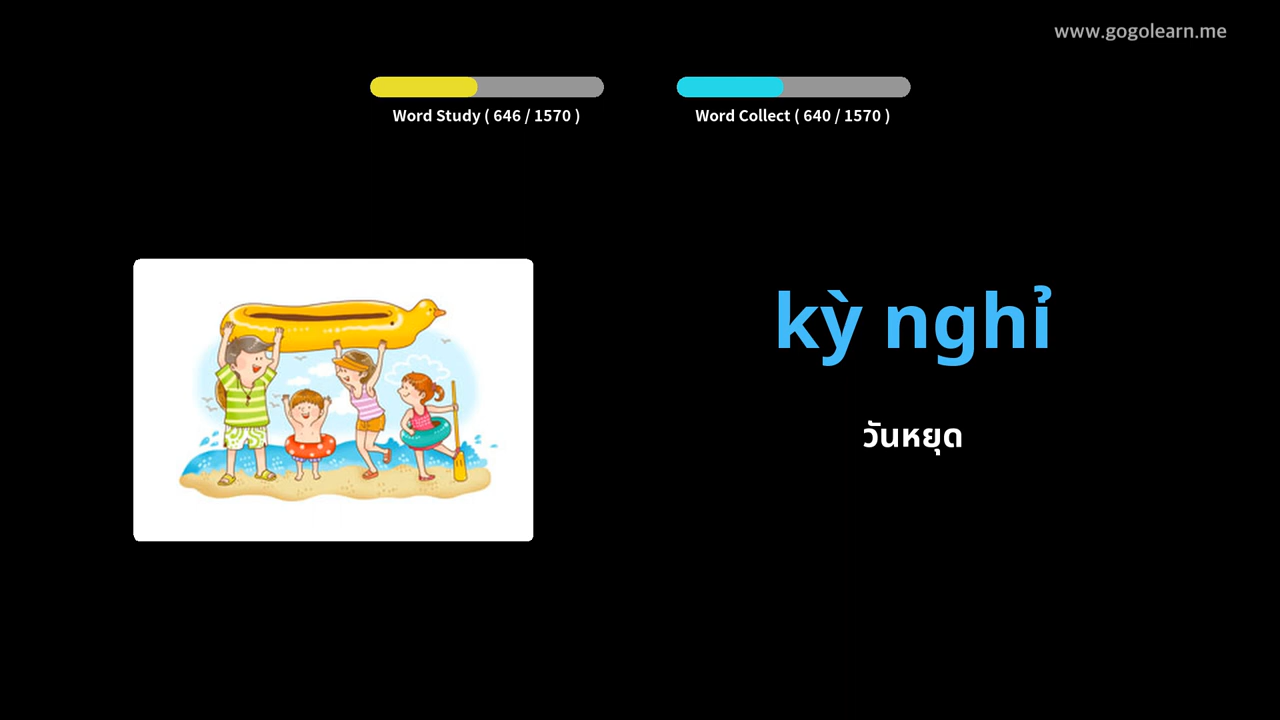 www.gogolearn.me
Word Study ( 646 / 1570 )
Word Collect ( 640 / 1570 )
kỳ nghỉ
วันหยุด